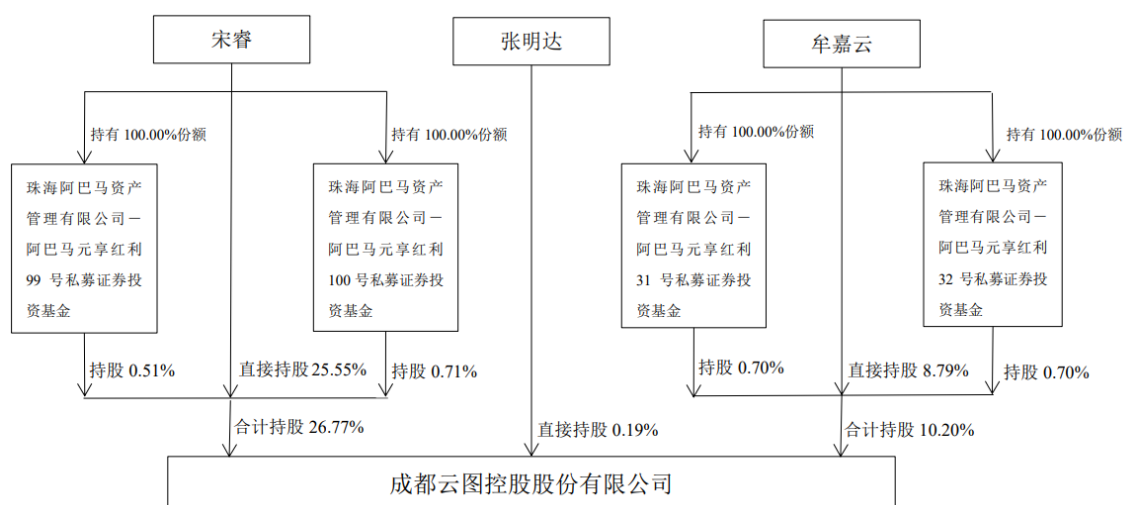 宋睿
张明达
牟嘉云
持有 100.00%份额
持有 100.00%份额
持有 100.00%份额
持有 100.00%份额
珠海阿巴马资产
管理有限公司－
阿巴马元享红利
99 号私募证券投
资基金
珠海阿巴马资产
管理有限公司－
阿巴马元享红利
100 号私募证券投
资基金
珠海阿巴马资产
管理有限公司－
阿巴马元享红利
31 号私募证券投
资基金
珠海阿巴马资产
管理有限公司－
阿巴马元享红利
32 号私募证券投
资基金
持股 0.51%
直接持股 25.55%
持股 0.71%
持股 0.70%
直接持股 8.79%
持股 0.70%
合计持股 26.77%
直接持股 0.19%
合计持股 10.20%
成都云图控股股份有限公司